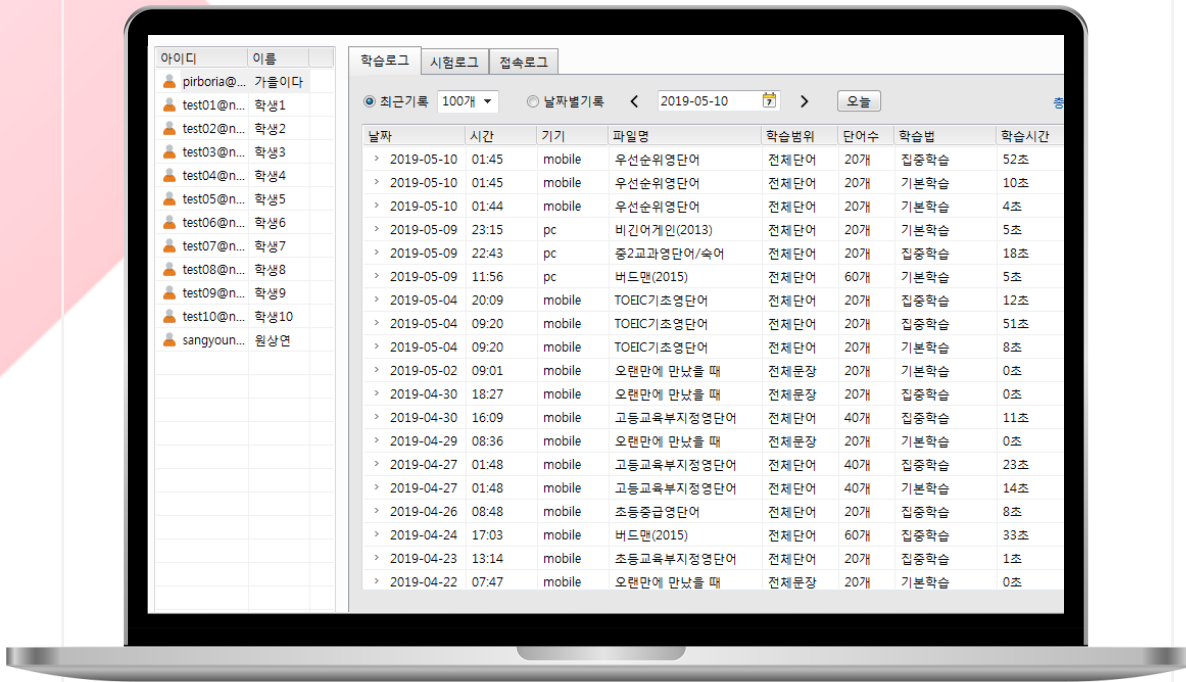 아이디 이름
pirboria@... 가을이다
test01@n... 학생1
test02@n... 학생2
test03@n... 학생3
test04@n... 학생4
test05@n... 학생5
test06@n... 학생6
test07@n... 학생7
test08@n... 학생8
test09@n... 학생9
test10@n... 학생10
sangyoun... 원상연
학습로그 시험로그 접속로그
최근기록 100개 날짜별기록 2019-05-10 오늘 총
날짜 시간 기기 파일명 학습범위 단어수 학습법 학습시간
2019-05-10 01:45 mobile 우선순위영단어 전체단어 20개 집중학습 52초
2019-05-10 01:45 mobile 우선순위영단어 전체단어 20개 기본학습 10초
2019-05-10 01:44 mobile 우선순위영단어 전체단어 20개 기본학습 4초
2019-05-09 23:15 pc 비긴어게인(2013) 전체단어 20개 기본학습 5초
2019-05-09 22:43 pc 중2교과영단어/숙어 전체단어 20개 집중학습 18초
2019-05-09 11:56 pc 버드맨(2015) 전체단어 60개 기본학습 5초
2019-05-04 20:09 mobile TOEIC기초영단어 전체단어 20개 집중학습 12초
2019-05-04 09:20 mobile TOEIC기초영단어 전체단어 20개 집중학습 51초
2019-05-04 09:20 mobile TOEIC기초영단어 전체단어 20개 기본학습 8초
2019-05-02 09:01 mobile 오랜만에 만났을 때 전체문장 20개 기본학습 0초
2019-04-30 18:27 mobile 오랜만에 만났을 때 전체문장 20개 집중학습 0초
2019-04-30 16:09 mobile 고등교육부지정영단어 전체단어 40개 집중학습 11초
2019-04-29 08:36 mobile 오랜만에 만났을 때 전체문장 20개 기본학습 0초
2019-04-27 01:48 mobile 고등교육부지정영단어 전체단어 40개 집중학습 23초
2019-04-27 01:48 mobile 고등교육부지정영단어 전체단어 40개 기본학습 14초
2019-04-26 08:48 mobile 초등중급영단어 전체단어 20개 집중학습 8초
2019-04-24 17:03 mobile 버드맨(2015) 전체단어 60개 집중학습 33초
2019-04-23 13:14 mobile 초등교육부지정영단어 전체단어 20개 집중학습 1초
2019-04-22 07:47 mobile 오랜만에 만났을 때 전체문장 20개 기본학습 0초